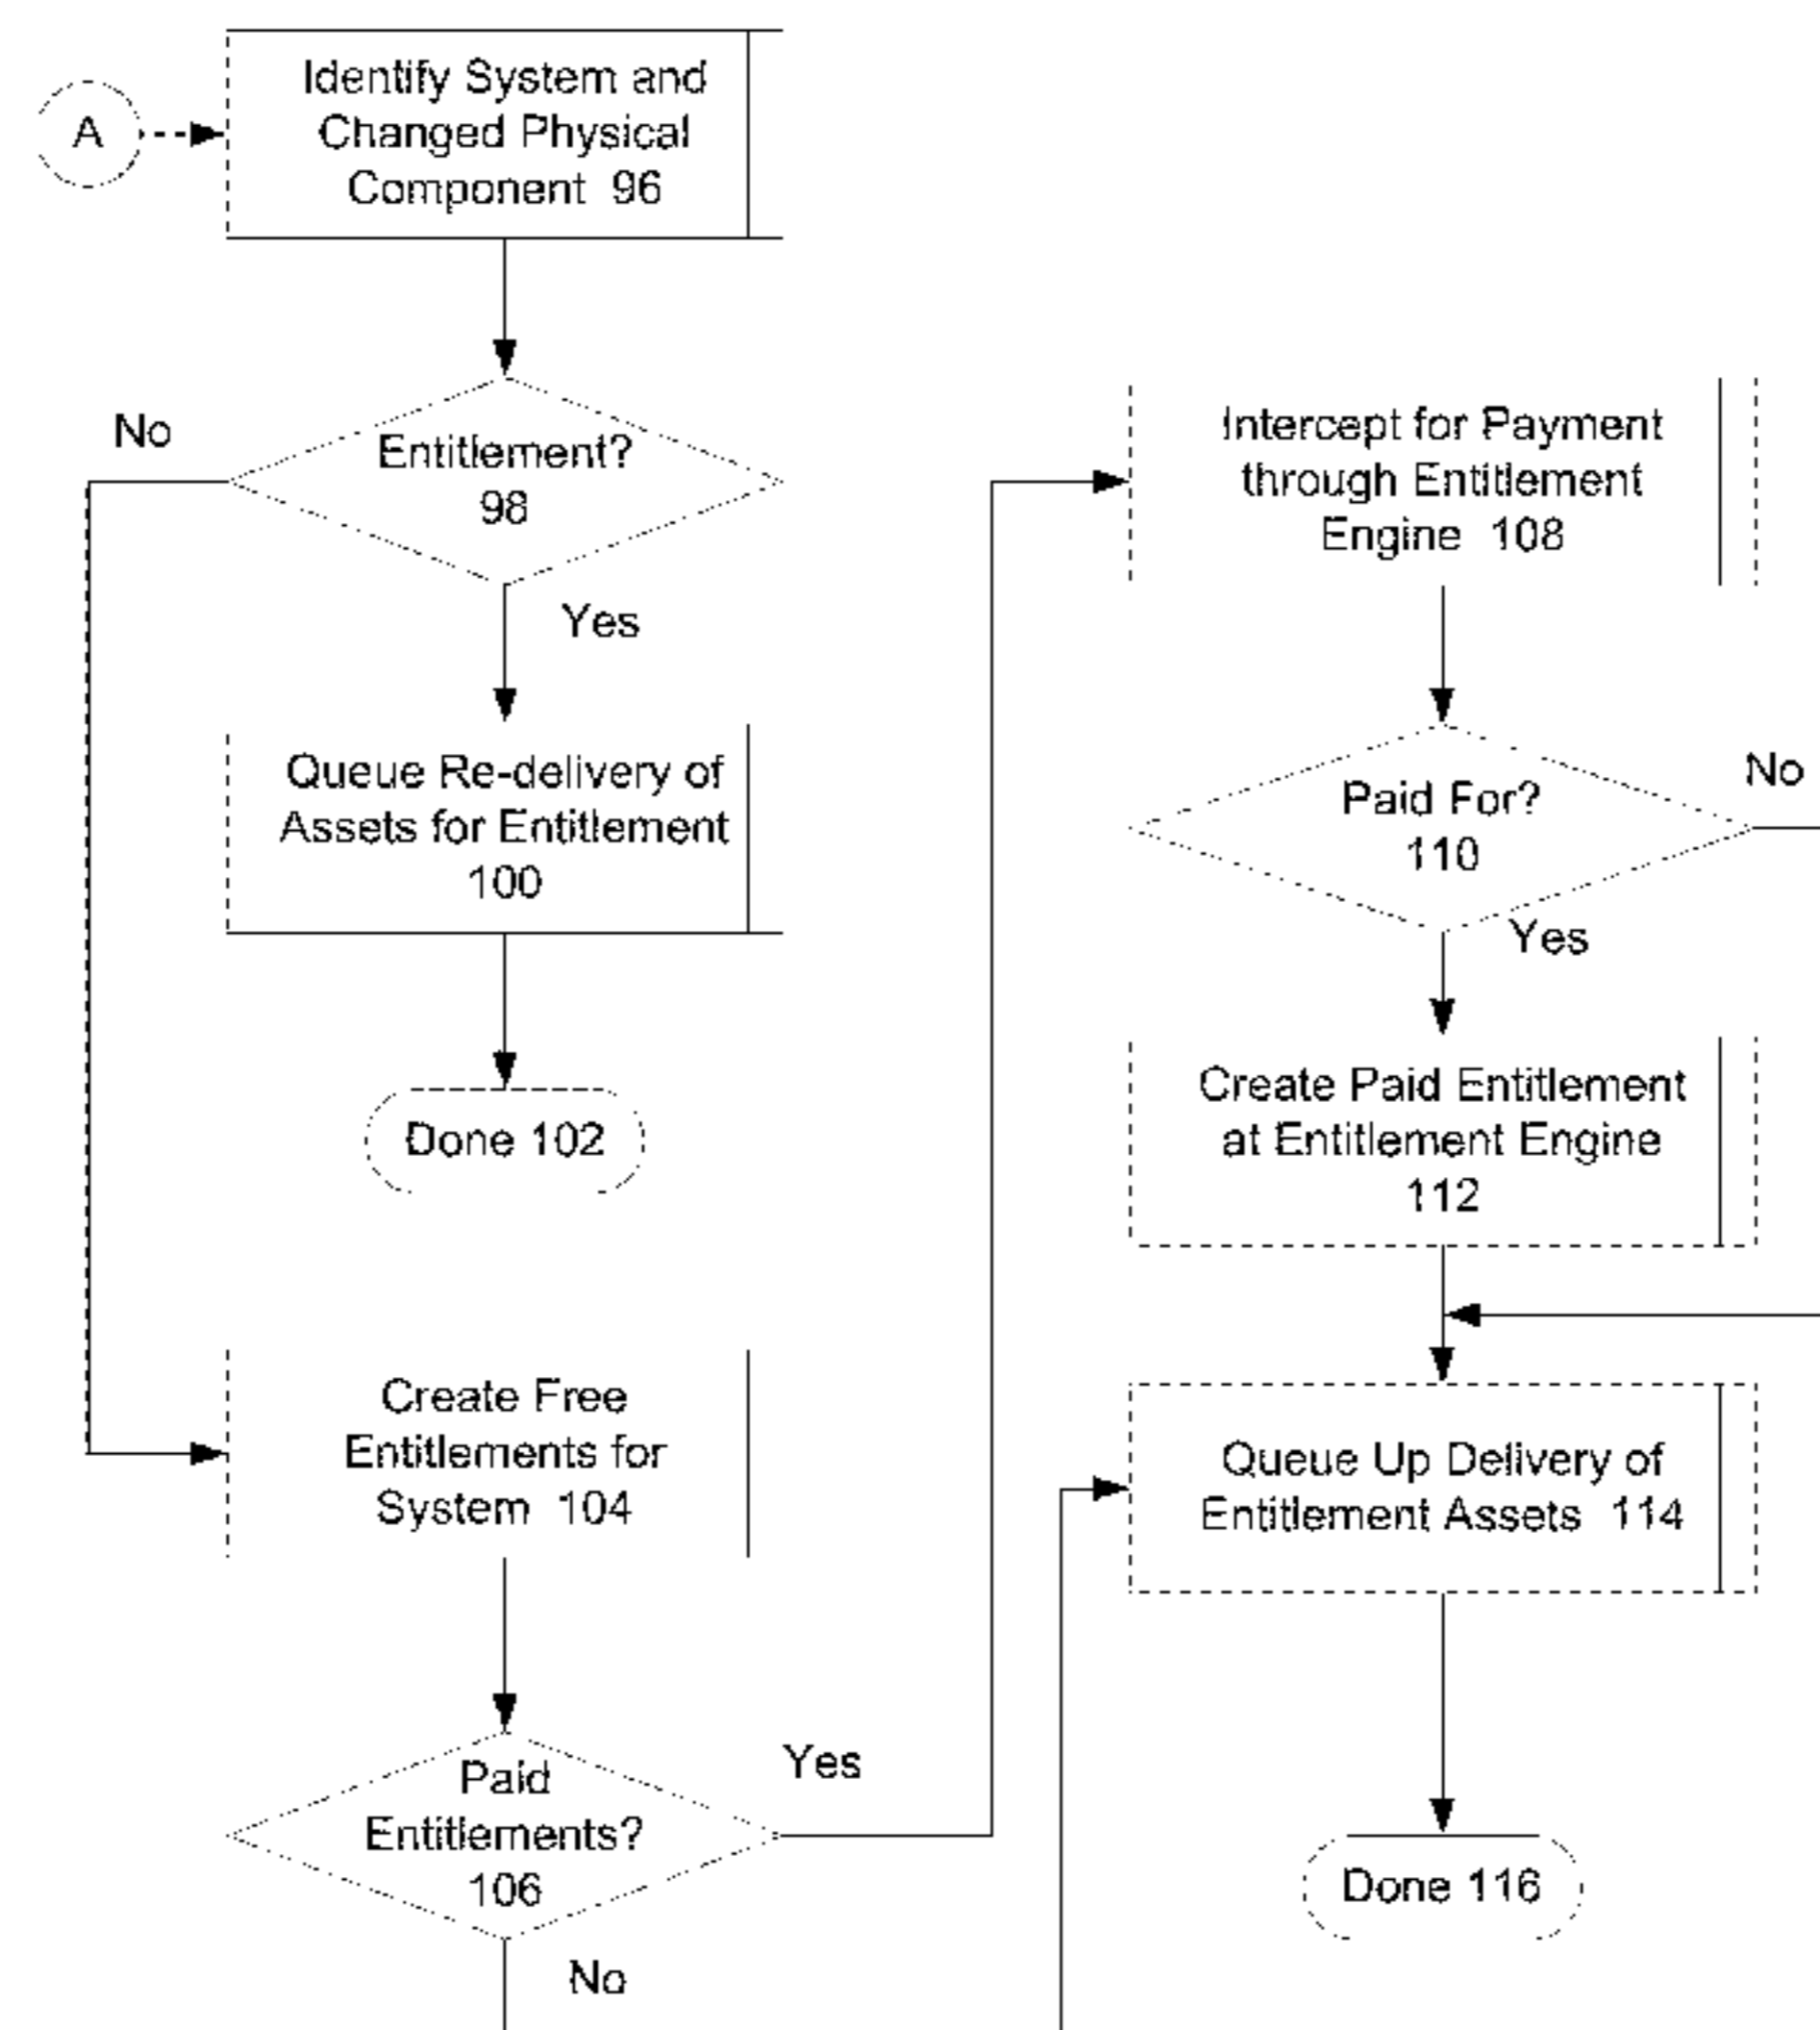 A
Identify System and
Changed Physical
Component 96
No
Entitlement?
98
Yes
Queue Re-delivery of
Assets for Entitlement
100
Done 102
Create Free
Entitlements for
System 104
Paid
Entitlements?
106
Yes
No
Intercept for Payment
through Entitlement
Engine 108
Paid For?
110
No
Yes
Create Paid Entitlement
at Entitlement Engine
112
Queue Up Delivery of
Entitlement Assets 114
Done 116